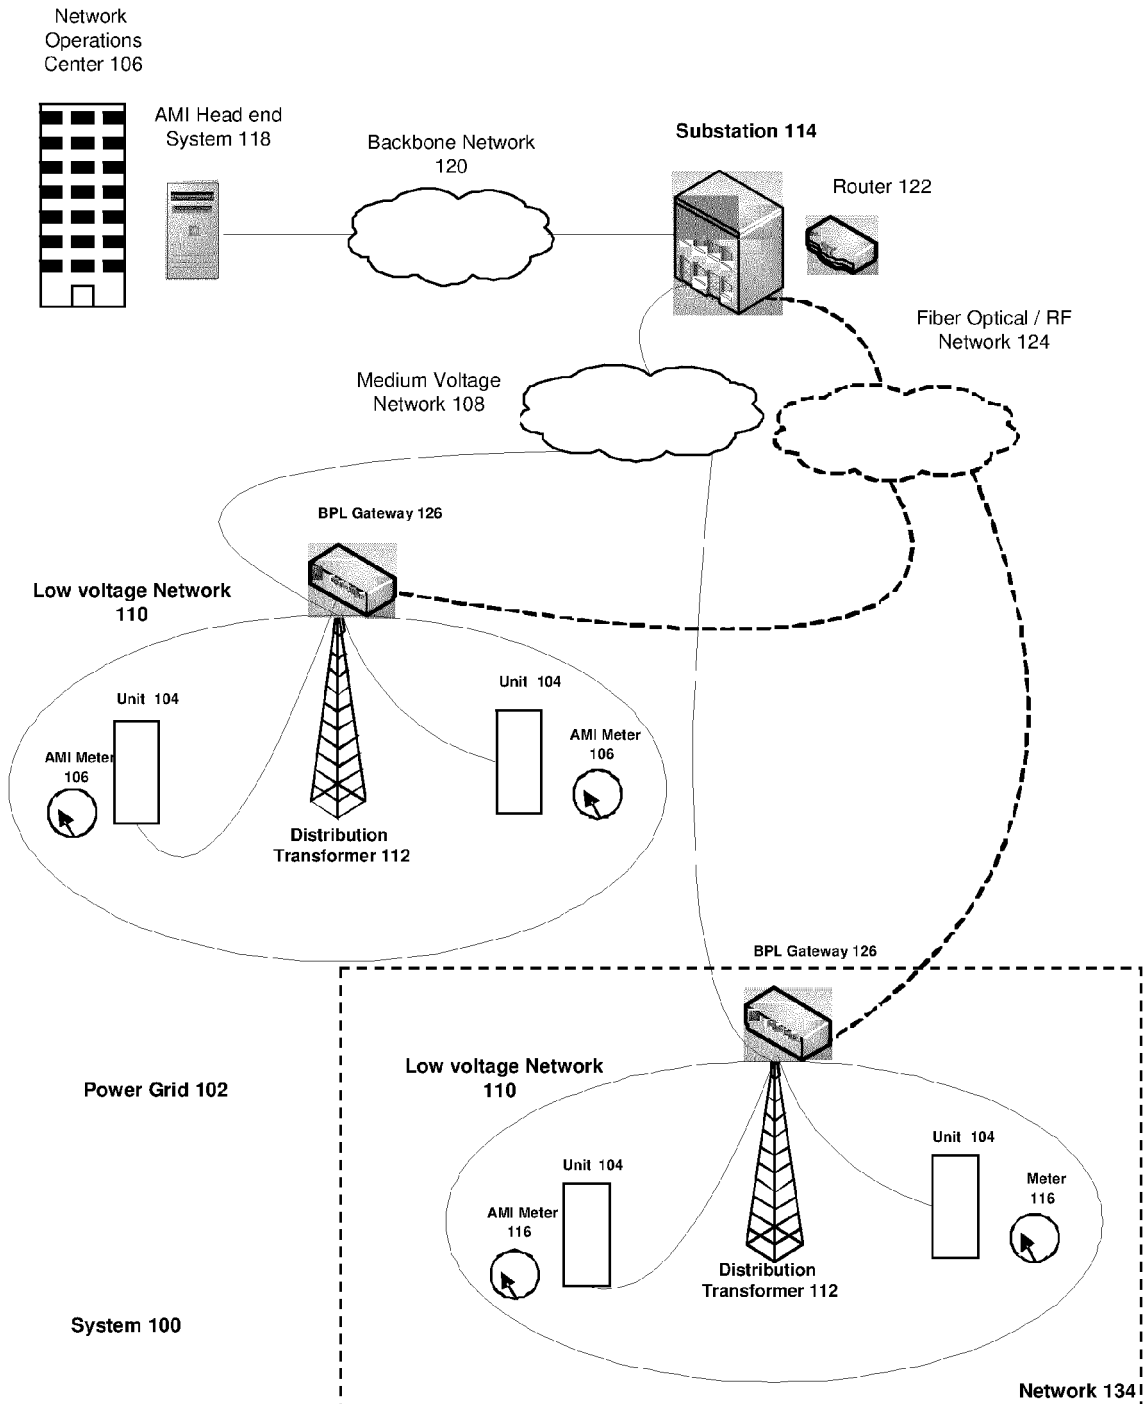 Network
Operations
Center 106
AMI Head end
System 118
Backbone Network
120
Substation 114
Router 122
Fiber Optical / RF
Network 124
Medium Voltage
Network 108
BPL Gateway 126
Low voltage Network
110
Unit 104
Unit 104
AMI Meter
106
AMI Meter
106
Distribution
Transformer 112
BPL Gateway 126
Low voltage Network
110
Power Grid 102
Unit 104
Unit 104
AMI Meter
116
Meter
116
Distribution
Transformer 112
System 100
Network 134